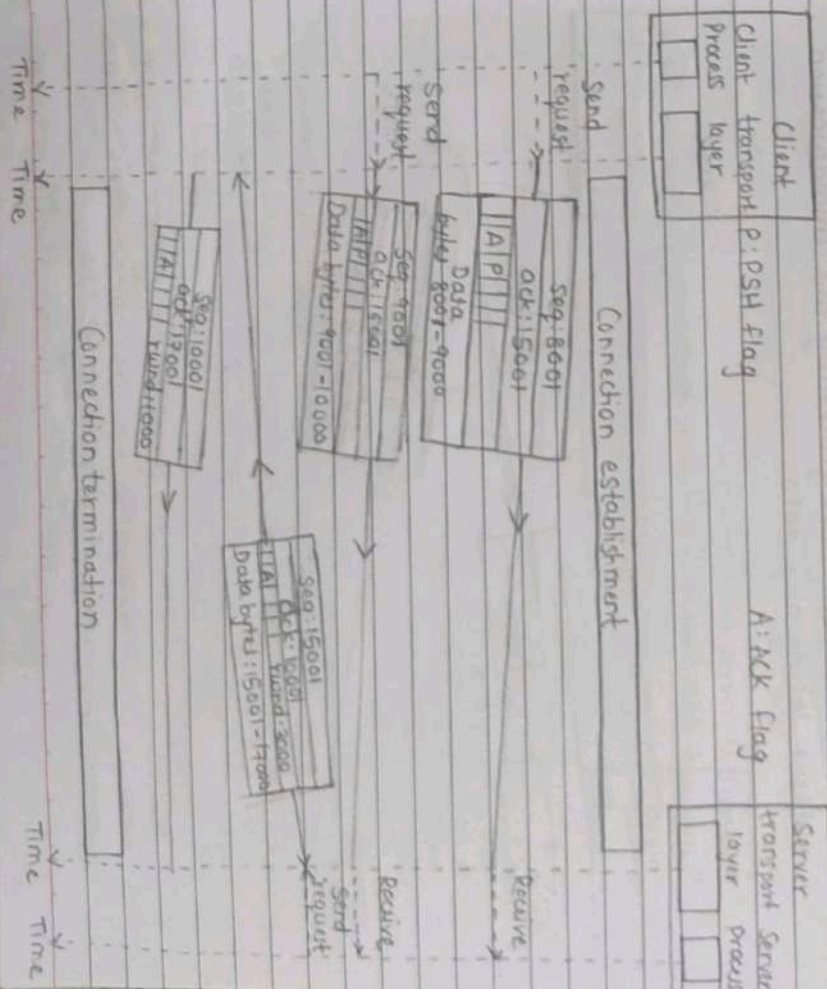 Client
Client transport
Process layer
P: PSH flag
A: ACK flag
Server
transport Server
layer process
Connection establishment
Send
request
seq: 8001
ack: 15001
A P
Data
bytes 8001-9000
Receive
Send
request
Seq: 9001
ack: 15001
A P
Data bytes: 9001-10000
Receive
Send
request
Seq: 15001
ack: 10001
A rwnd: 3000
Data bytes: 15001-17000
Seq: 10001
ack: 17001
A rwnd: 1000
Connection termination
Time
Time
Time
Time